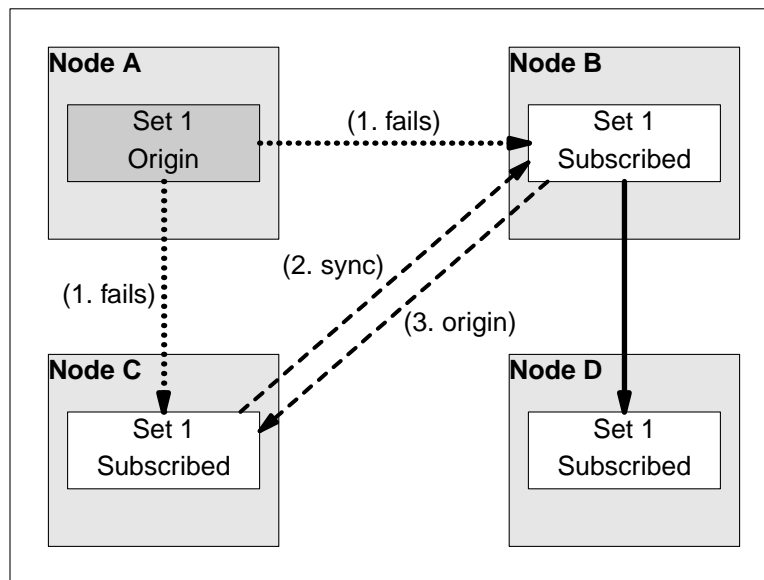 Node A
Set 1
Origin
(1. fails)
Node B
Set 1
Subscribed
(1. fails)
(2. sync)
(3. origin)
Node C
Set 1
Subscribed
Node D
Set 1
Subscribed